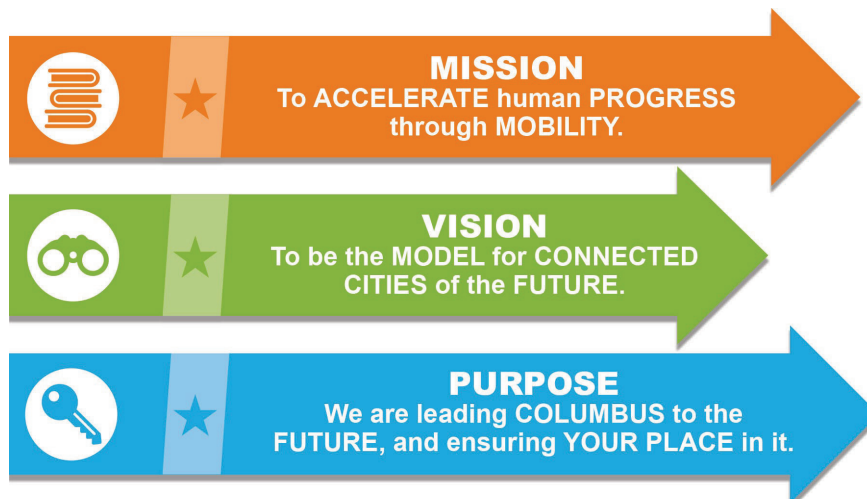 MISSION
To ACCELERATE human PROGRESS
through MOBILITY.
VISION
To be the MODEL for CONNECTED
CITIES of the FUTURE.
PURPOSE
We are leading COLUMBUS to the
FUTURE, and ensuring YOUR PLACE in it.